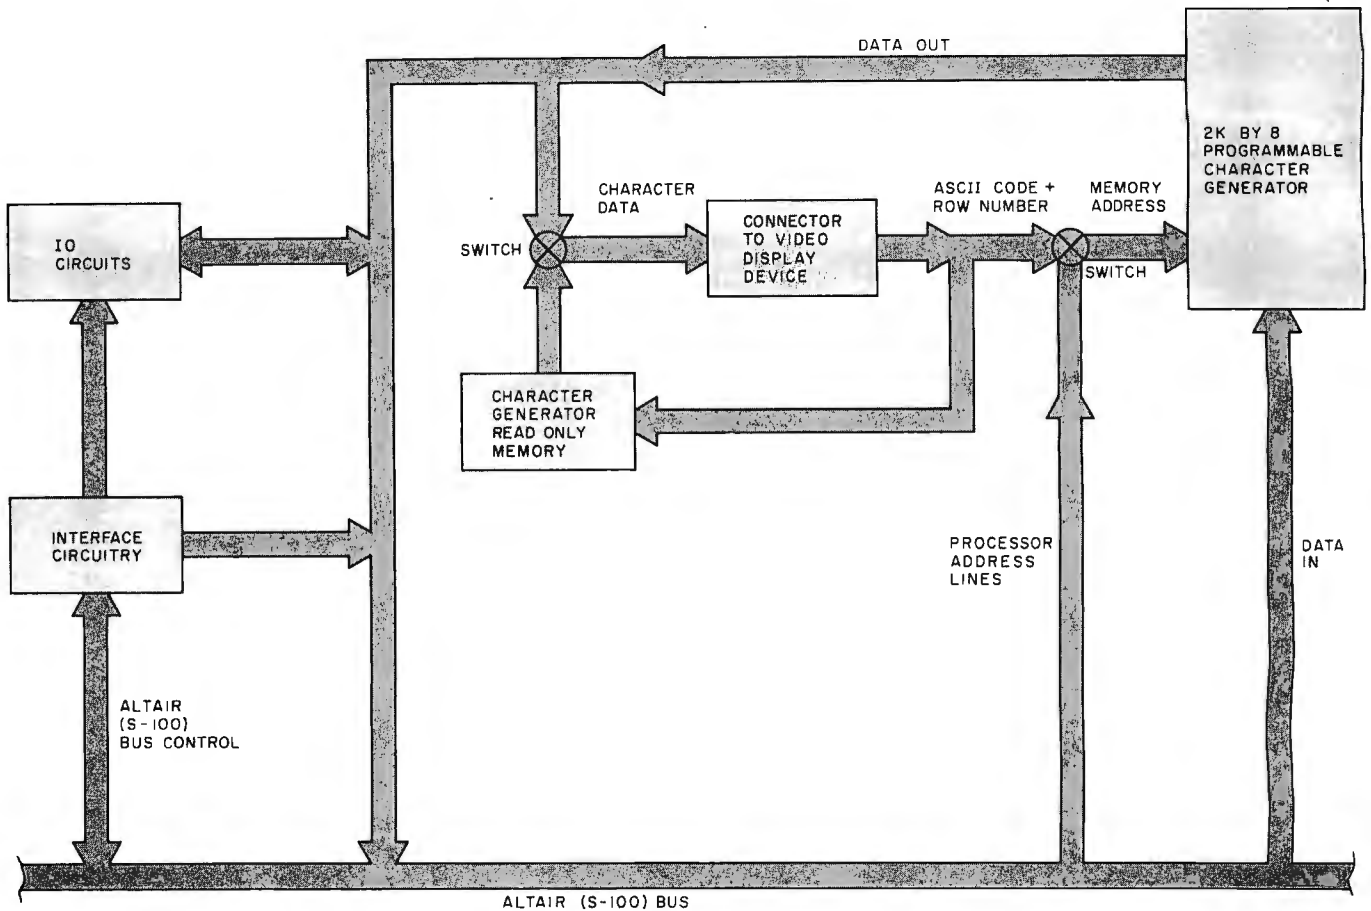 DATA OUT
2K BY 8
PROGRAMMABLE
CHARACTER
GENERATOR
IO
CIRCUITS
SWITCH
CHARACTER
DATA
CONNECTOR
TO VIDEO
DISPLAY
DEVICE
ASCII CODE +
ROW NUMBER
MEMORY
ADDRESS
SWITCH
CHARACTER
GENERATOR
READ ONLY
MEMORY
INTERFACE
CIRCUITRY
PROCESSOR
ADDRESS
LINES
DATA
IN
ALTAIR
(S-100)
BUS CONTROL
ALTAIR (S-100) BUS